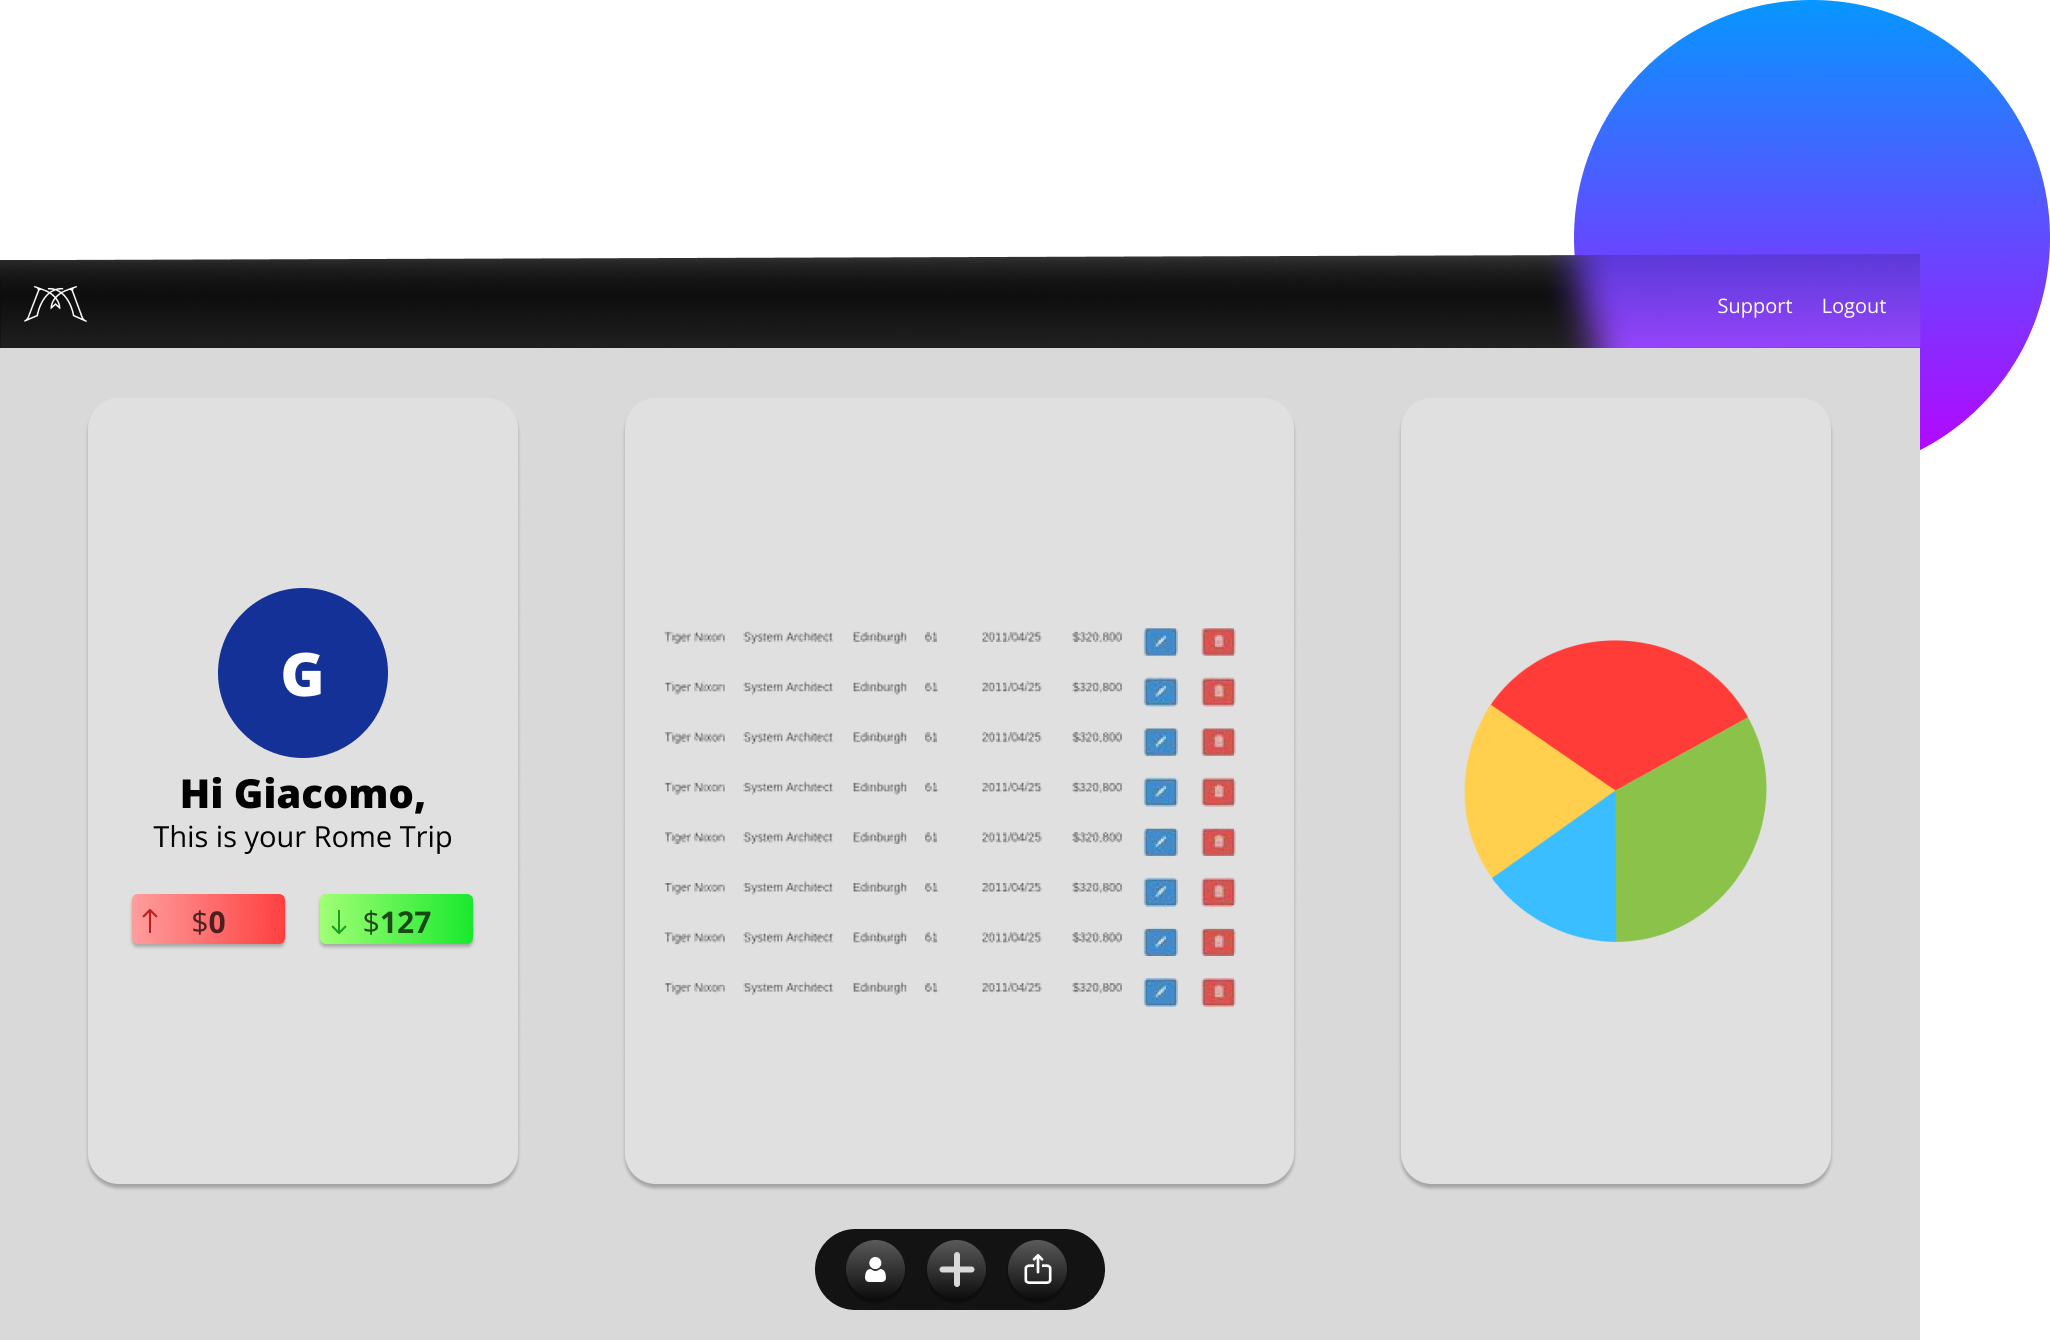 Support Logout
G
Hi Giacomo,
This is your Rome Trip
$0 $127
Tiger Nixon System Architect Edinburgh 61 2011/04/25 $320,800
Tiger Nixon System Architect Edinburgh 61 2011/04/25 $320,800
Tiger Nixon System Architect Edinburgh 61 2011/04/25 $320,800
Tiger Nixon System Architect Edinburgh 61 2011/04/25 $320,800
Tiger Nixon System Architect Edinburgh 61 2011/04/25 $320,800
Tiger Nixon System Architect Edinburgh 61 2011/04/25 $320,800
Tiger Nixon System Architect Edinburgh 61 2011/04/25 $320,800
Tiger Nixon System Architect Edinburgh 61 2011/04/25 $320,800